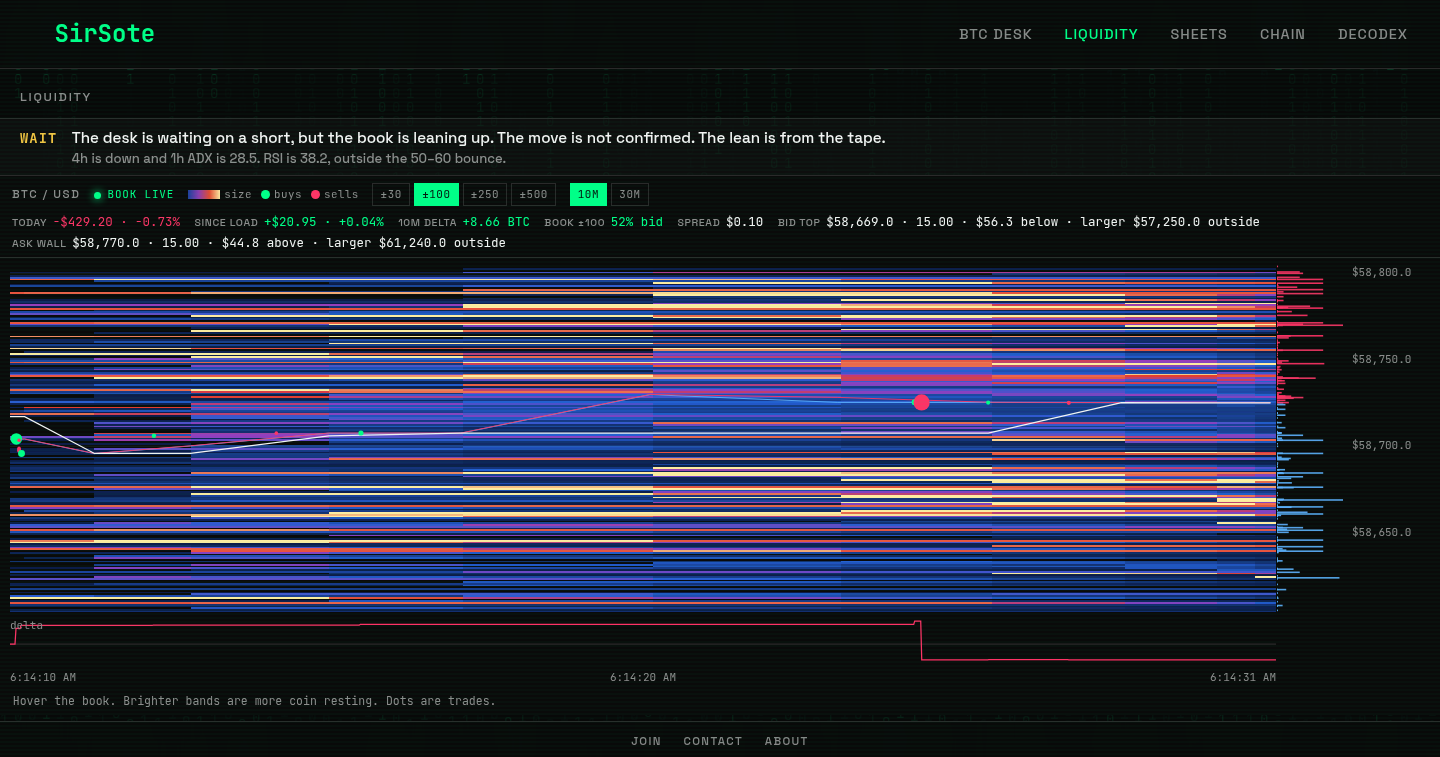 SirSote
BTC DESK LIQUIDITY SHEETS CHAIN DECODEX
LIQUIDITY
WAIT The desk is waiting on a short, but the book is leaning up. The move is not confirmed. The lean is from the tape.
4h is down and 1h ADX is 28.5. RSI is 38.2, outside the 50–60 bounce.
BTC / USD BOOK LIVE size buys sells ±30 ±100 ±250 ±500 10M 30M
TODAY -$429.20 · -0.73% SINCE LOAD +$20.95 · +0.04% 10M DELTA +8.66 BTC BOOK ±100 52% bid SPREAD $0.10 BID TOP $58,669.0 · 15.00 · $56.3 below · larger $57,250.0 outside
ASK WALL $58,770.0 · 15.00 · $44.8 above · larger $61,240.0 outside
$58,800.0
$58,750.0
$58,700.0
$58,650.0
delta
6:14:10 AM 6:14:20 AM 6:14:31 AM
Hover the book. Brighter bands are more coin resting. Dots are trades.
JOIN CONTACT ABOUT